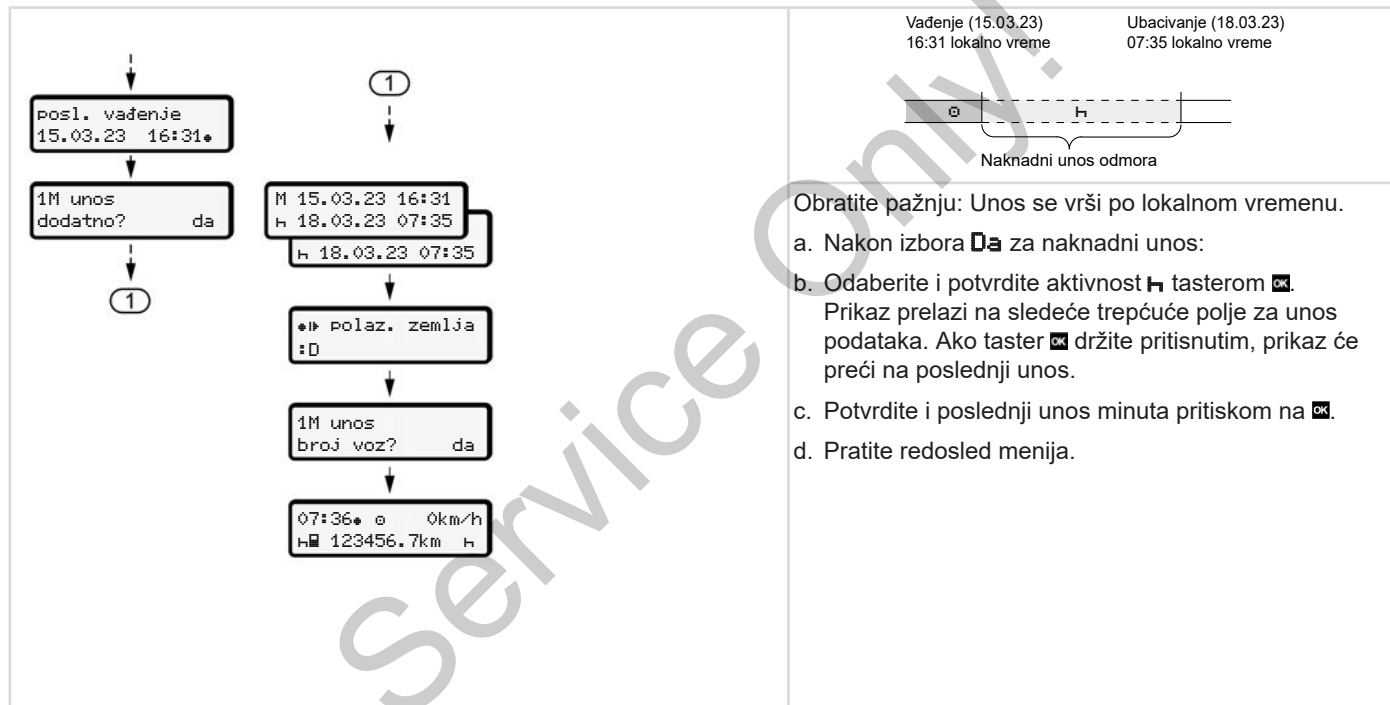 posl. vađenje
15.03.23 16:31●
1M unos
dodatno? da
1
1
M 15.03.23 16:31
h 18.03.23 07:35
h 18.03.23 07:35
●I▶ polaz. zemlja
:D
1M unos
broj voz? da
07:36● ⊙ 0km/h
h 123456.7km h
Vađenje (15.03.23) Ubacivanje (18.03.23)
16:31 lokalno vreme 07:35 lokalno vreme
⊙ h
Naknadni unos odmora
Obratite pažnju: Unos se vrši po lokalnom vremenu.
a. Nakon izbora Da za naknadni unos:
b. Odaberite i potvrdite aktivnost h tasterom OK.
Prikaz prelazi na sledeće trepćuće polje za unos
podataka. Ako taster OK držite pritisnutim, prikaz će
preći na poslednji unos.
c. Potvrdite i poslednji unos minuta pritiskom na OK.
d. Pratite redosled menija.
Service Only!